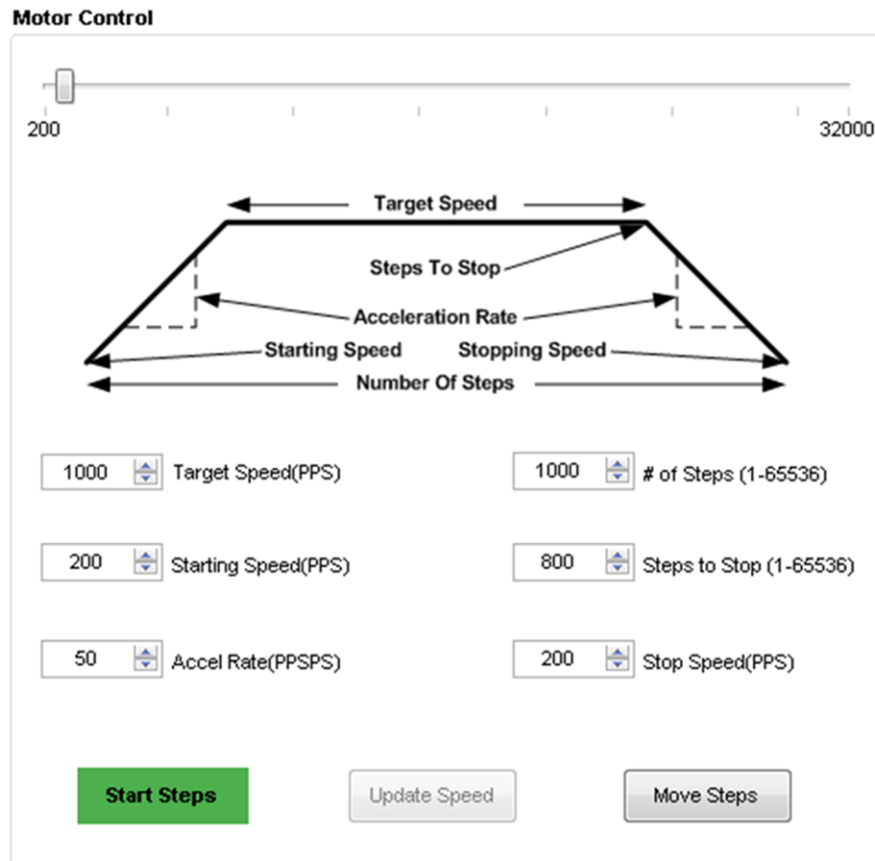 Motor Control
200 32000
Target Speed
Steps To Stop
Acceleration Rate
Starting Speed Stopping Speed
Number Of Steps
1000 Target Speed(PPS) 1000 # of Steps (1-65536)
200 Starting Speed(PPS) 800 Steps to Stop (1-65536)
50 Accel Rate(PPSPS) 200 Stop Speed(PPS)
Start Steps Update Speed Move Steps